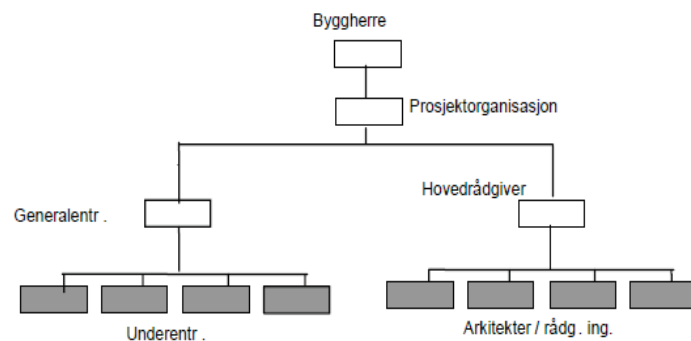 Byggherre
Prosjektorganisasjon
Generalentr .
Hovedrådgiver
Underentr .
Arkitekter / rådg . ing.